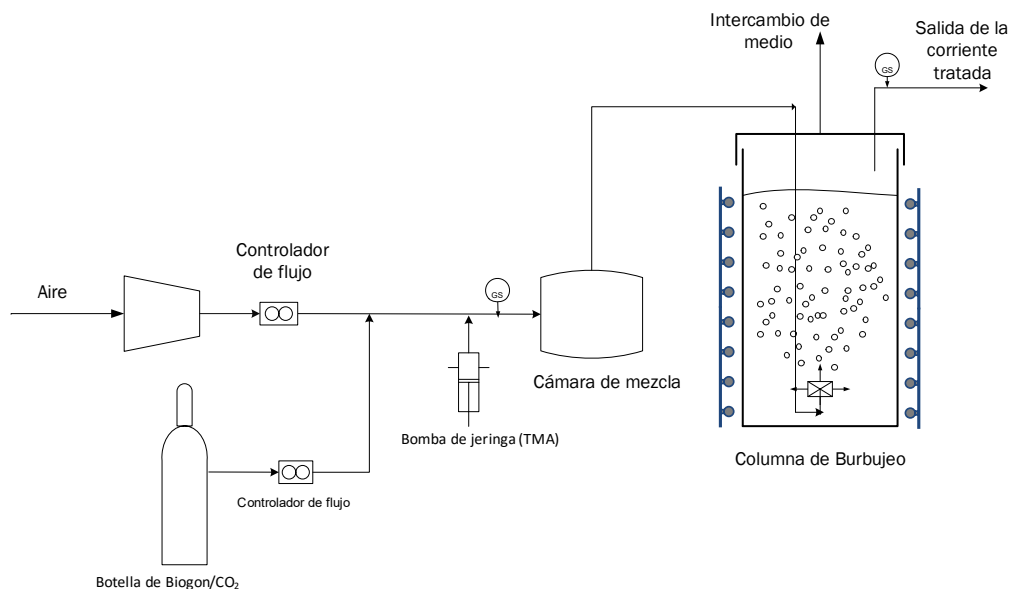 Intercambio de
medio
Salida de la
corriente
tratada
GS
Aire
Controlador
de flujo
GS
Cámara de mezcla
Bomba de jeringa (TMA)
Columna de Burbujeo
Controlador de flujo
Botella de Biogon/CO₂